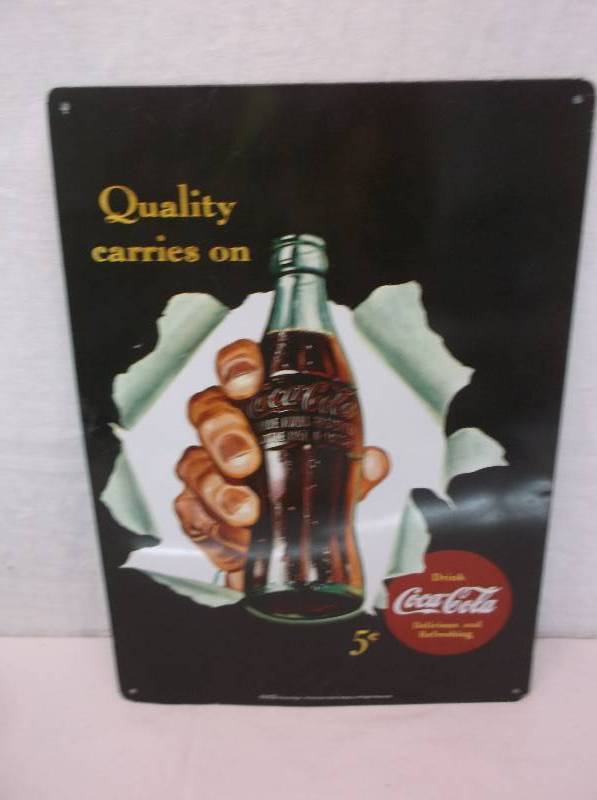 Quality
carries on
Coca-Cola
5¢
Drink
Coca-Cola
Delicious and
Refreshing